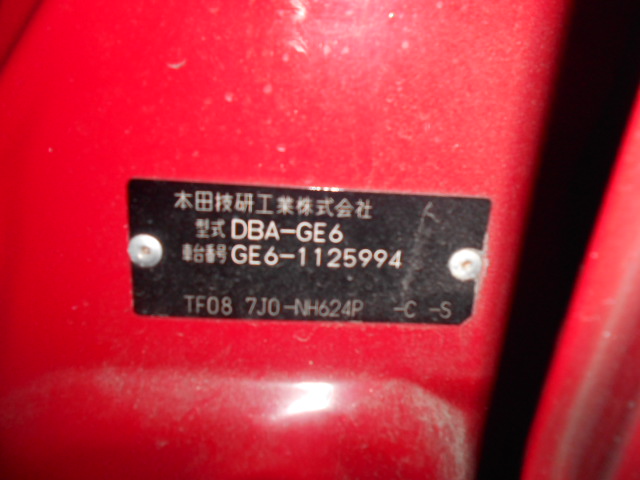 本田技研工業株式会社
型式 DBA-GE6
車台番号 GE6-1125994
TF08 7J0-NH624P -C -S